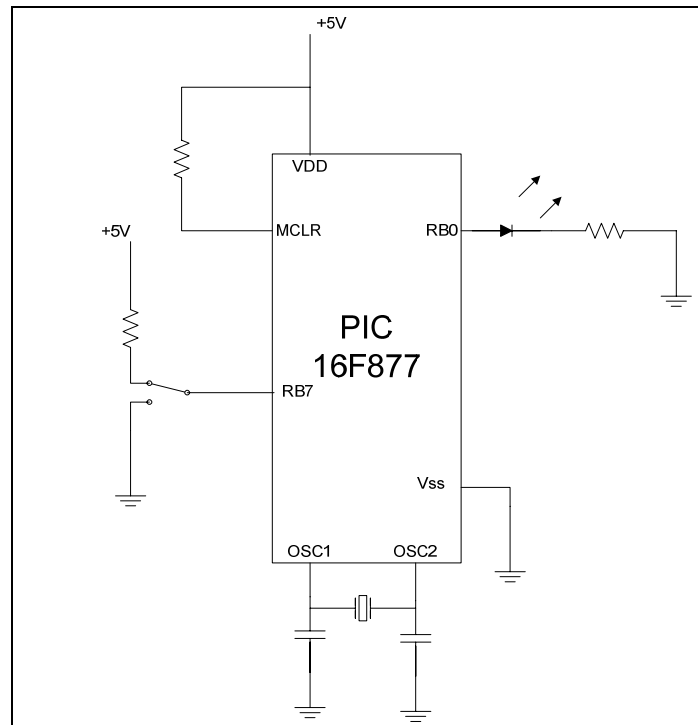 +5V
VDD
MCLR
RB0
+5V
PIC
16F877
RB7
Vss
OSC1
OSC2